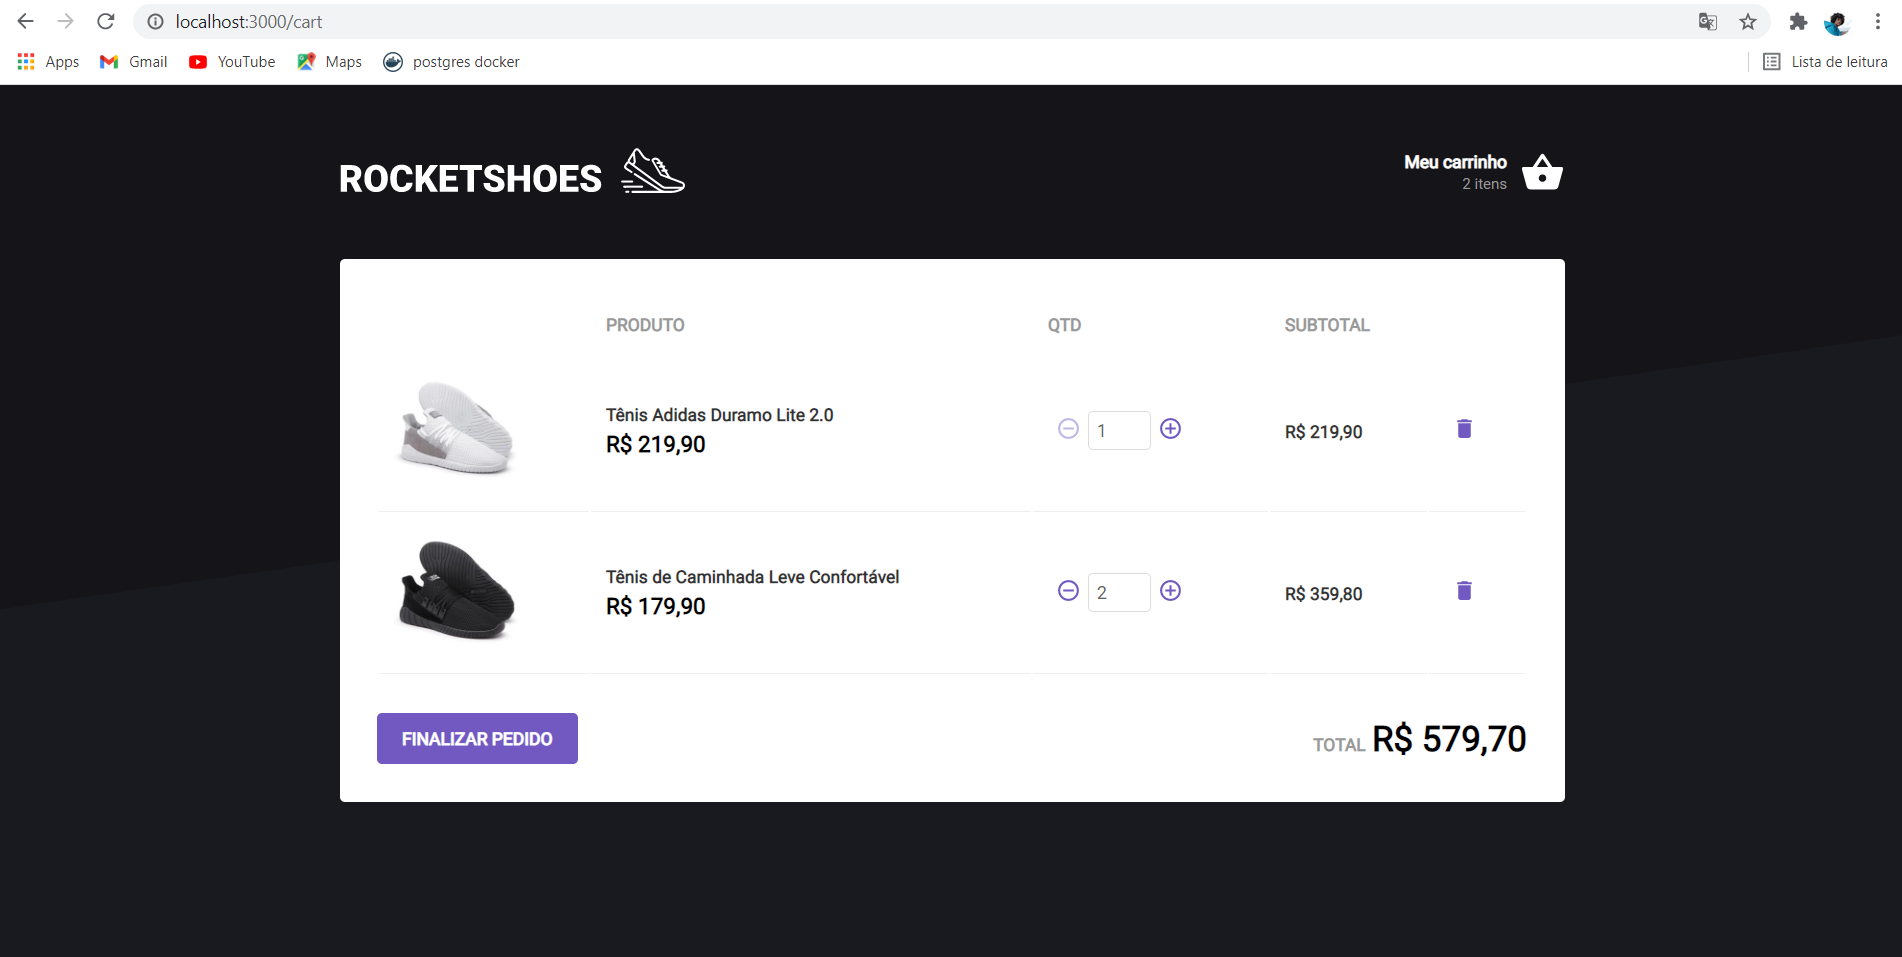 localhost:3000/cart
Apps Gmail YouTube Maps postgres docker Lista de leitura
ROCKETSHOES
Meu carrinho
2 itens
PRODUTO QTD SUBTOTAL
Tênis Adidas Duramo Lite 2.0
R$ 219,90
1
R$ 219,90
Tênis de Caminhada Leve Confortável
R$ 179,90
2
R$ 359,80
FINALIZAR PEDIDO
TOTAL R$ 579,70